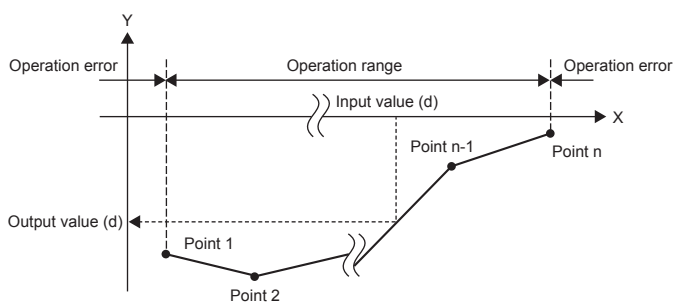 Y
Operation error
Operation range
Operation error
Input value (d)
X
Point n-1
Point n
Output value (d)
Point 1
Point 2